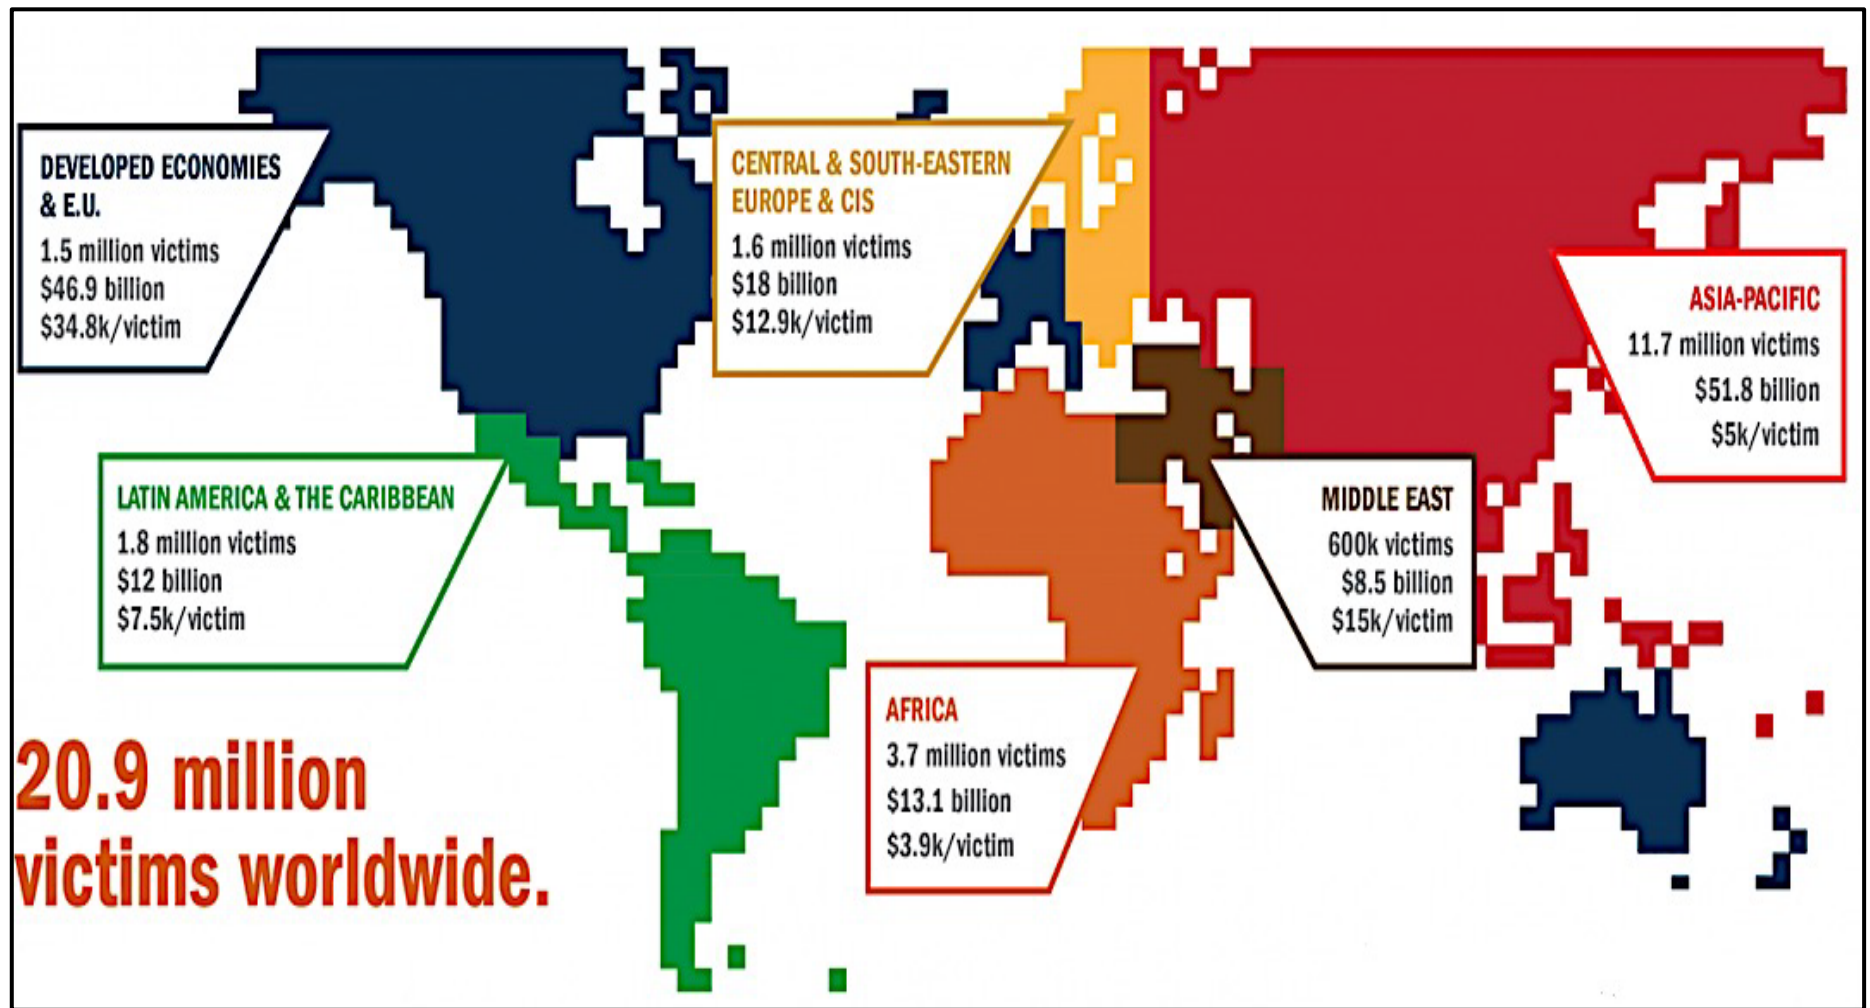 DEVELOPED ECONOMIES
& E.U.
1.5 million victims
$46.9 billion
$34.8k/victim
CENTRAL & SOUTH-EASTERN
EUROPE & CIS
1.6 million victims
$18 billion
$12.9k/victim
ASIA-PACIFIC
11.7 million victims
$51.8 billion
$5k/victim
LATIN AMERICA & THE CARIBBEAN
1.8 million victims
$12 billion
$7.5k/victim
MIDDLE EAST
600k victims
$8.5 billion
$15k/victim
AFRICA
3.7 million victims
$13.1 billion
$3.9k/victim
20.9 million
victims worldwide.